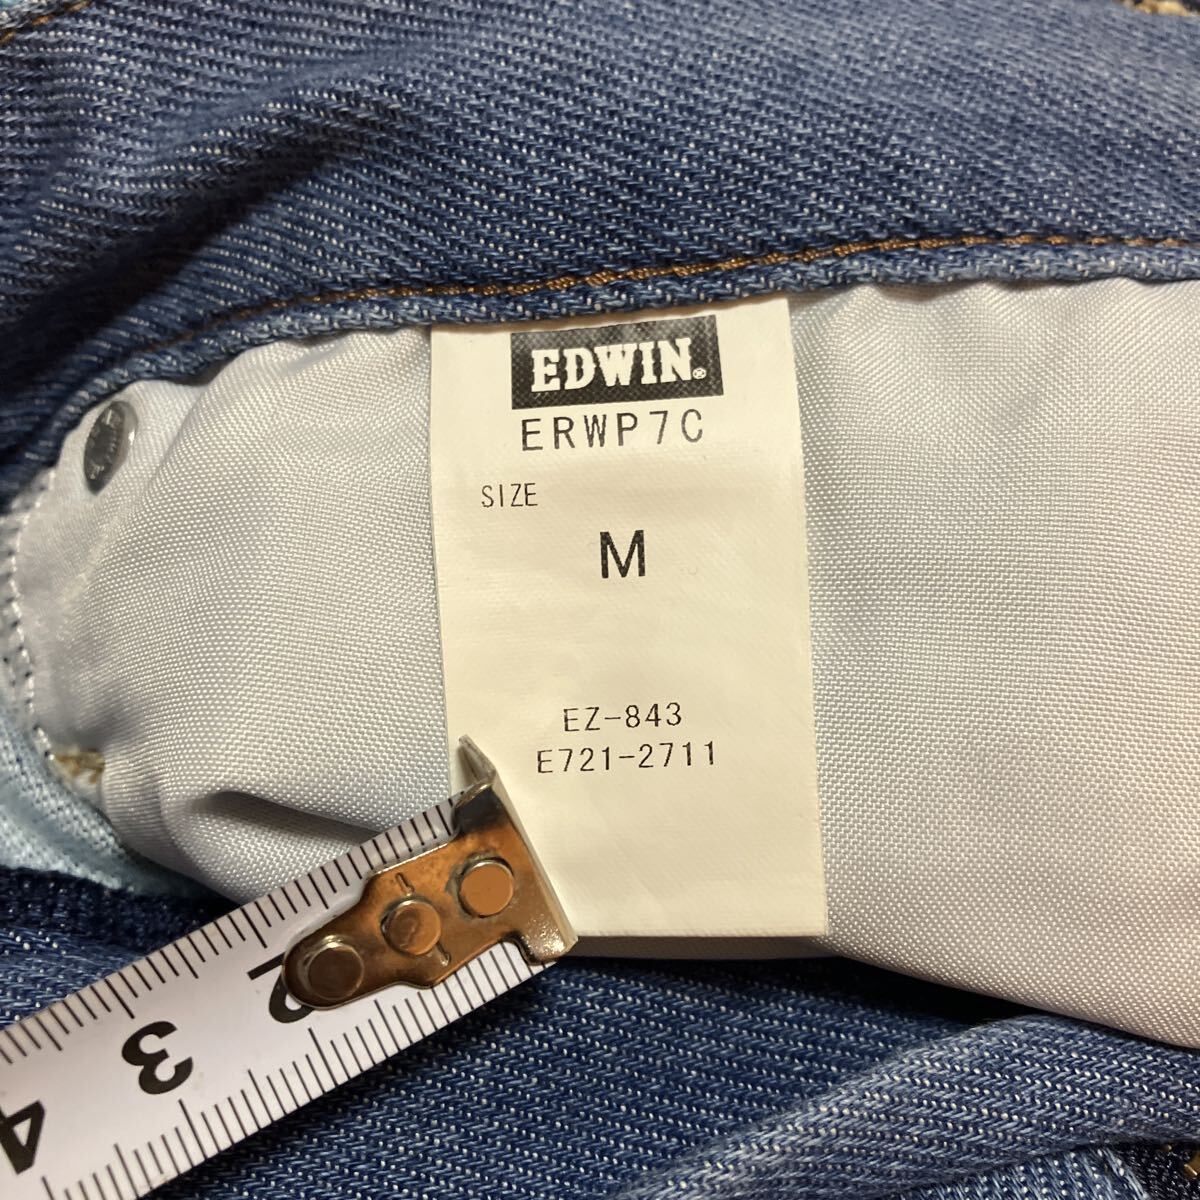 EDWIN®
ERWP7C
SIZE
M
EZ-843
E721-2711
2
3
4